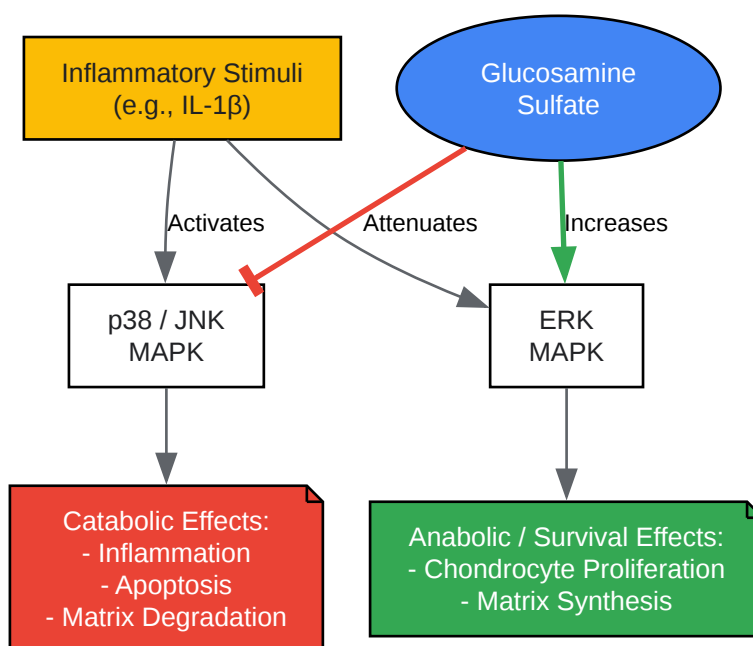 Inflammatory Stimuli
(e.g., IL-1β)
Glucosamine
Sulfate
Activates
Attenuates
Increases
p38 / JNK
MAPK
ERK
MAPK
Catabolic Effects:
- Inflammation
- Apoptosis
- Matrix Degradation
Anabolic / Survival Effects:
- Chondrocyte Proliferation
- Matrix Synthesis